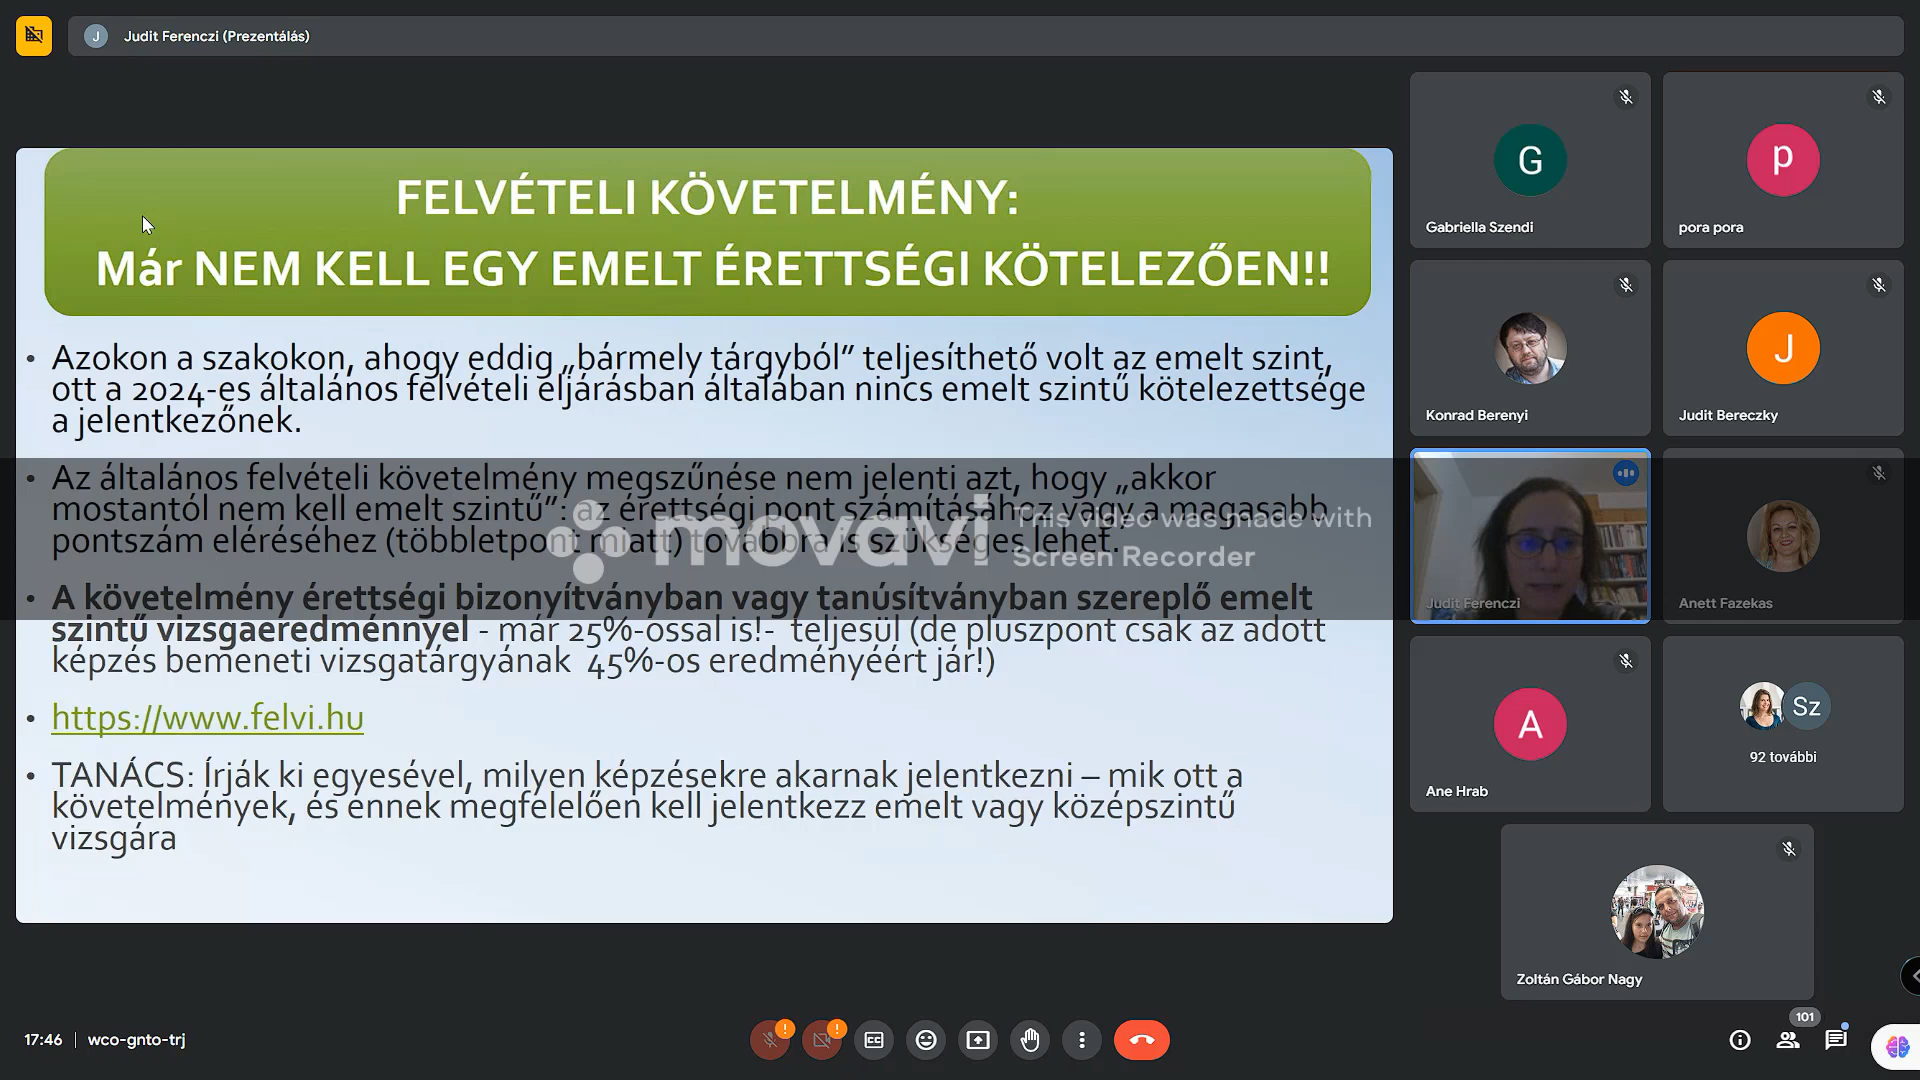 J Judit Ferenczi (Prezentálás)
FELVÉTELI KÖVETELMÉNY:
Már NEM KELL EGY EMELT ÉRETTSÉGI KÖTELEZŐEN!!
• Azokon a szakokon, ahogy eddig „bármely tárgyból” teljesíthető volt az emelt szint,
ott a 2024-es általános felvételi eljárásban általában nincs emelt szintű kötelezettsége
a jelentkezőnek.
• Az általános felvételi követelmény megszűnése nem jelenti azt, hogy „akkor
mostantól nem kell emelt szintű”: az érettségi pont számításához vagy a magasabb
pontszám eléréséhez (többletpont miatt) továbbra is szükséges lehet.
• A követelmény érettségi bizonyítványban vagy tanúsítványban szereplő emelt
szintű vizsgaeredménnyel - már 25%-ossal is!- teljesül (de pluszpont csak az adott
képzés bemeneti vizsgatárgyának 45%-os eredményéért jár!)
• https://www.felvi.hu
• TANÁCS: Írják ki egyesével, milyen képzésekre akarnak jelentkezni – mik ott a
követelmények, és ennek megfelelően kell jelentkezz emelt vagy középszintű
vizsgára
movavi
This video was made with
Screen Recorder
G
Gabriella Szendi
p
pora pora
Konrad Berenyi
J
Judit Bereczky
Judit Ferenczi
Anett Fazekas
A
Ane Hrab
Sz
92 további
Zoltán Gábor Nagy
17:46 | wco-gnto-trj
! ! CC
101